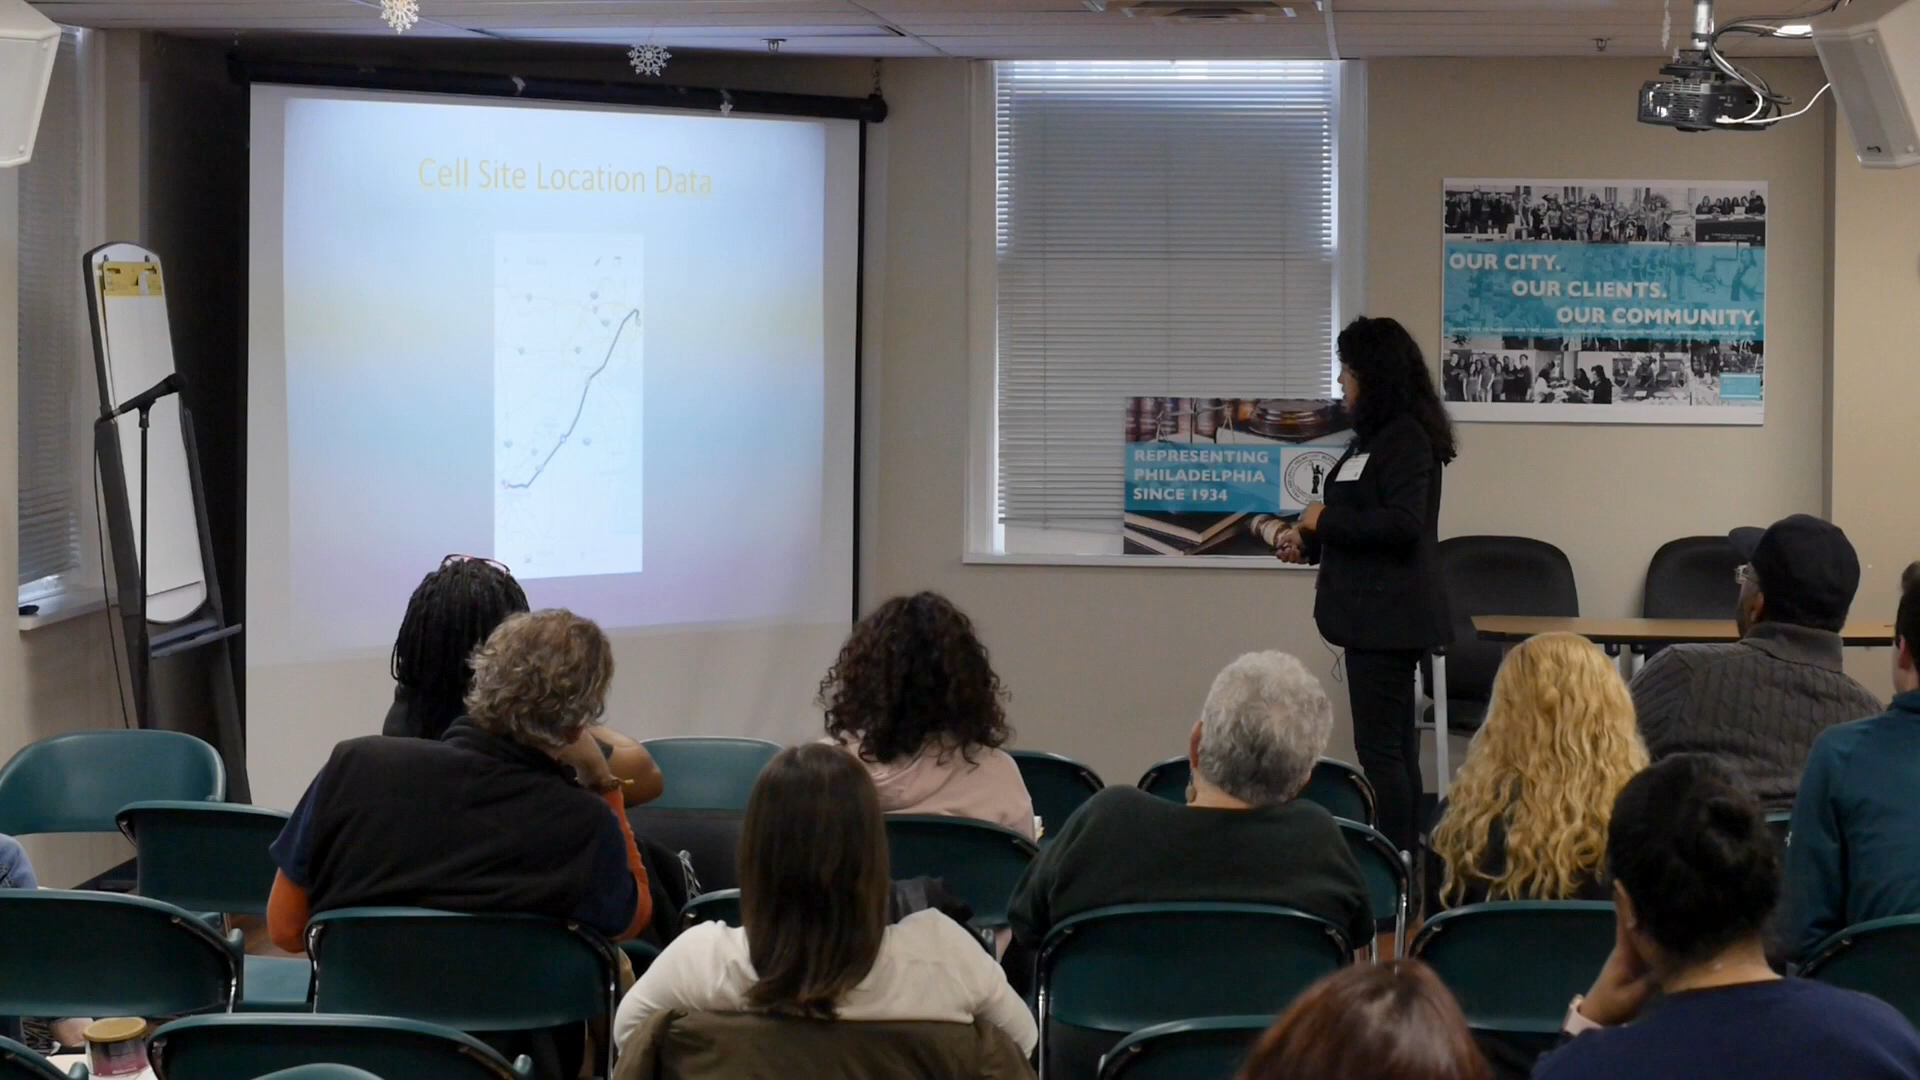 Cell Site Location Data
OUR CITY.
OUR CLIENTS.
OUR COMMUNITY.
REPRESENTING
PHILADELPHIA
SINCE 1934